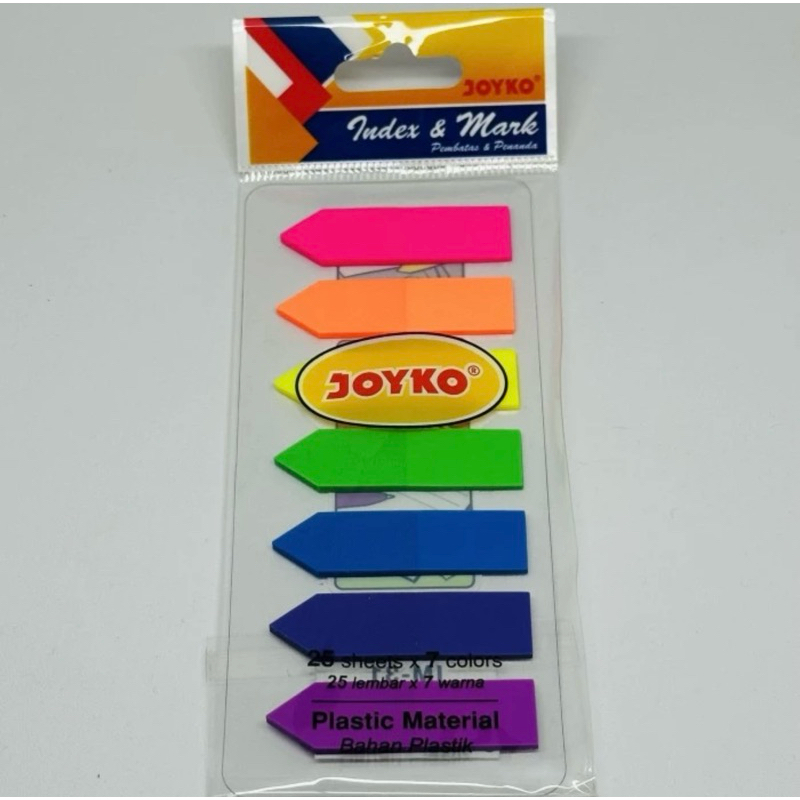 JOYKO®
Index & Mark
Pembatas & Penanda
JOYKO®
25 sheets x 7 colors
25 lembar x 7 warna
Plastic Material
Bahan Plastik